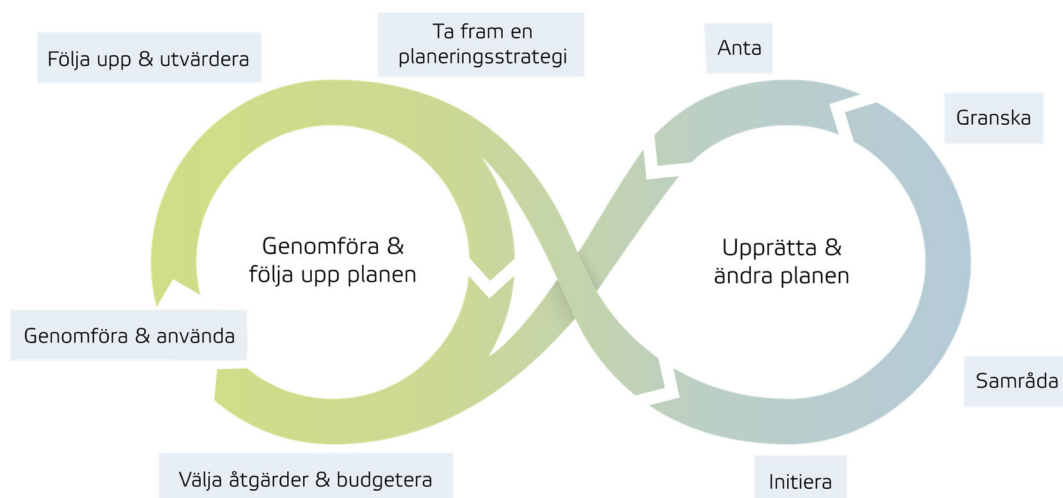 Ta fram en
planeringsstrategi
Följa upp & utvärdera
Anta
Granska
Genomföra &
följa upp planen
Upprätta &
ändra planen
Genomföra & använda
Samråda
Välja åtgärder & budgetera
Initiera